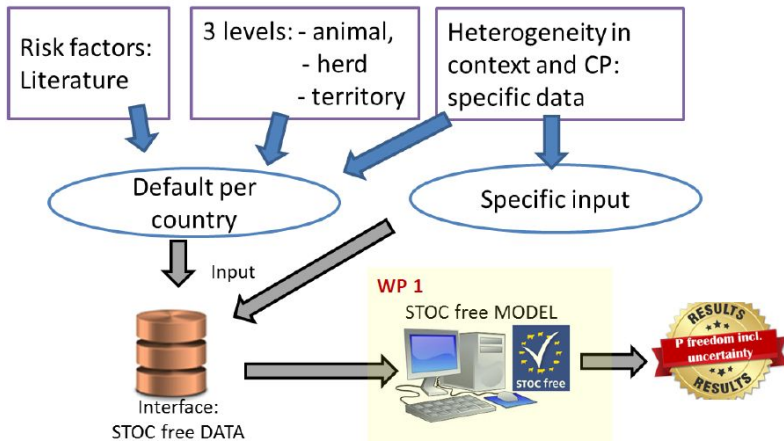 Risk factors:
Literature
3 levels: - animal,
- herd
- territory
Heterogeneity in
context and CP:
specific data
Default per
country
Specific input
Input
WP 1
STOC free MODEL
STOC free
Interface:
STOC free DATA
RESULTS
P freedom incl.
uncertainty
RESULTS